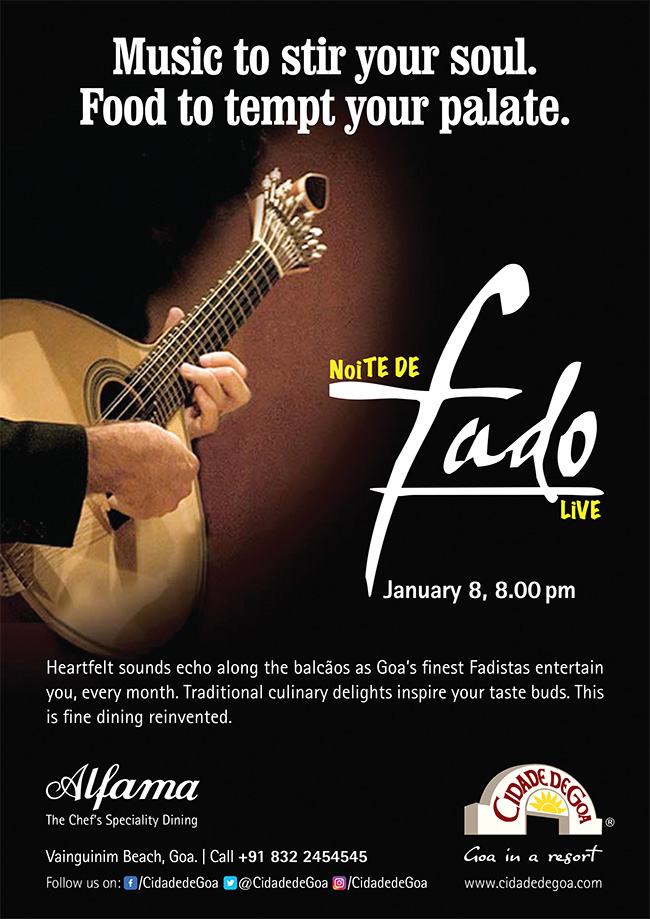 Music to stir your soul.
Food to tempt your palate.
NoiTE DE
fado
LiVE
January 8, 8.00 pm
Heartfelt sounds echo along the balcãos as Goa's finest Fadistas entertain
you, every month. Traditional culinary delights inspire your taste buds. This
is fine dining reinvented.
Alfama
The Chef's Speciality Dining
CIDADE DE GOA
®
Goa in a resort
Vainguinim Beach, Goa. | Call +91 832 2454545
Follow us on: f/CidadedeGoa @CidadedeGoa /CidadedeGoa
www.cidadedegoa.com